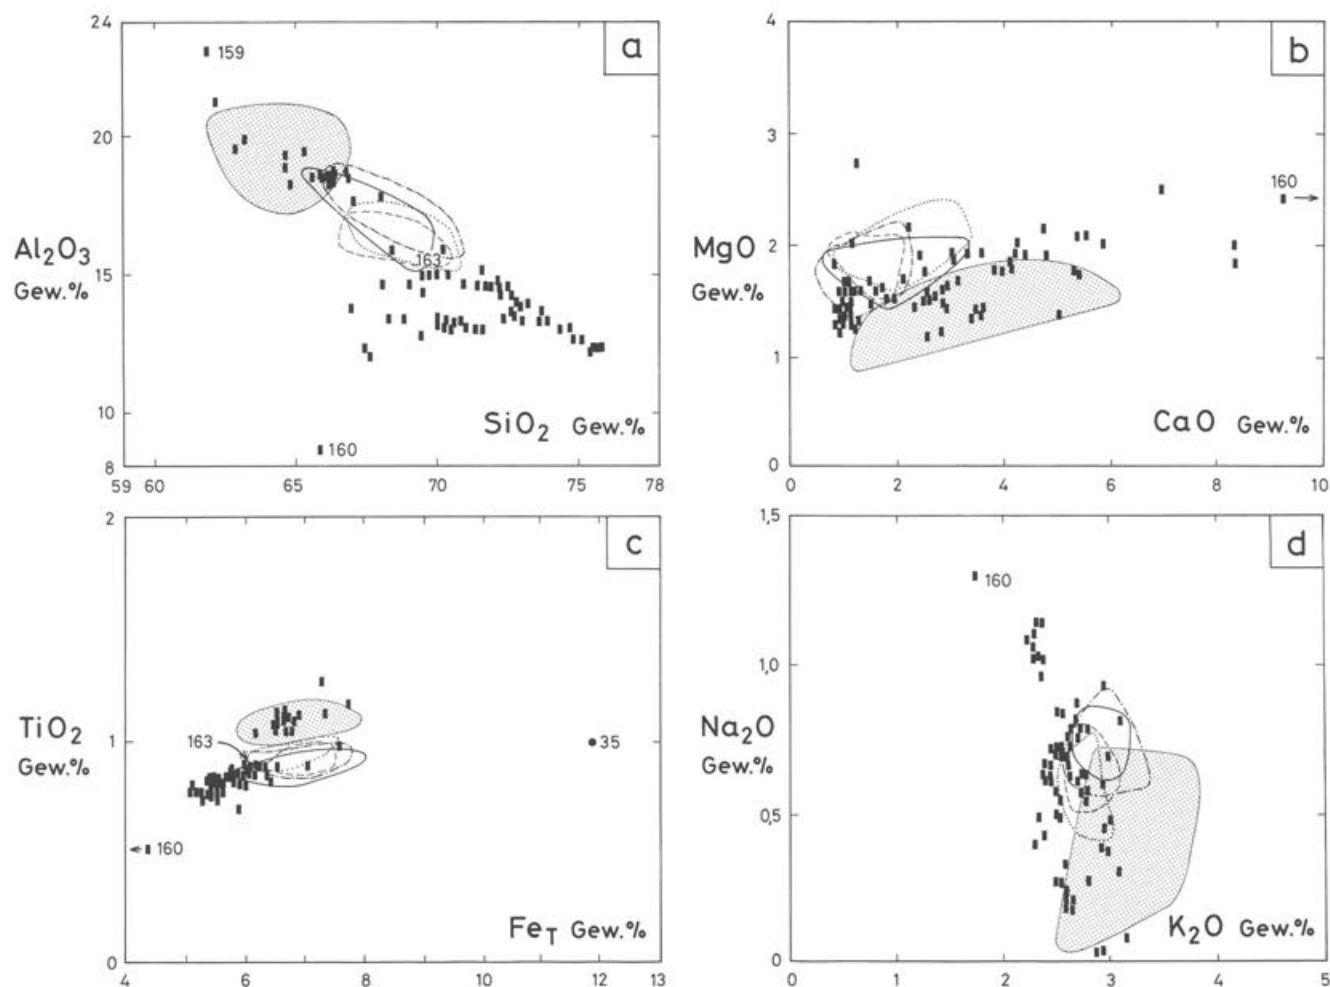 24
20
15
10
8
Al2O3
Gew.%
159
163
160
a
SiO2 Gew.%
59 60 65 70 75 78
4
3
2
1
0
MgO
Gew.%
160
b
CaO Gew.%
0 2 4 6 8 10
2
1
0
TiO2
Gew.%
163
160
35
c
FeT Gew.%
4 6 8 10 12 13
1,5
1,0
0,5
0
Na2O
Gew.%
160
d
K2O Gew.%
0 1 2 3 4 5